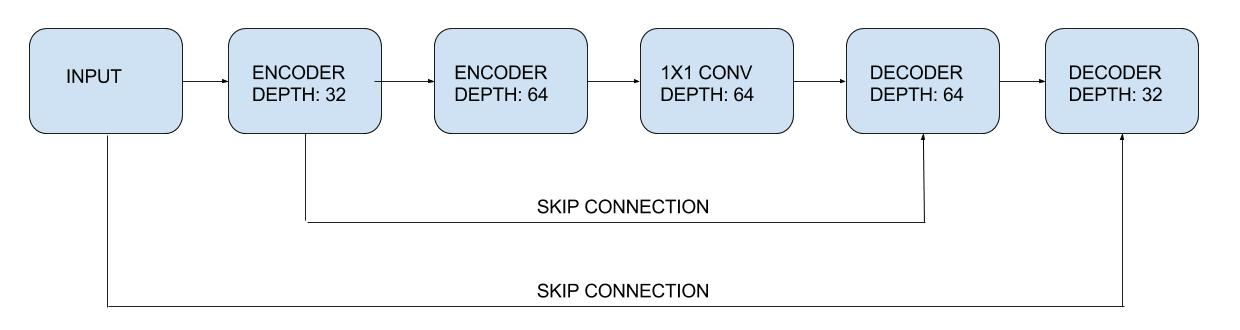 INPUT
ENCODER
DEPTH: 32
ENCODER
DEPTH: 64
1X1 CONV
DEPTH: 64
DECODER
DEPTH: 64
DECODER
DEPTH: 32
SKIP CONNECTION
SKIP CONNECTION